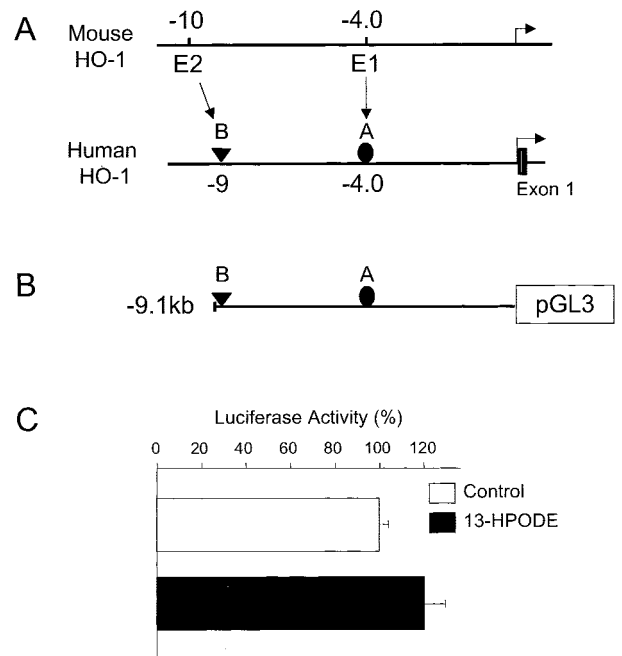 A
-10 -4.0
Mouse
HO-1
E2 E1
B A
Human
HO-1
-9 -4.0
Exon 1
B
B A
-9.1kb
pGL3
C
Luciferase Activity (%)
0 20 40 60 80 100 120
Control
13-HPODE